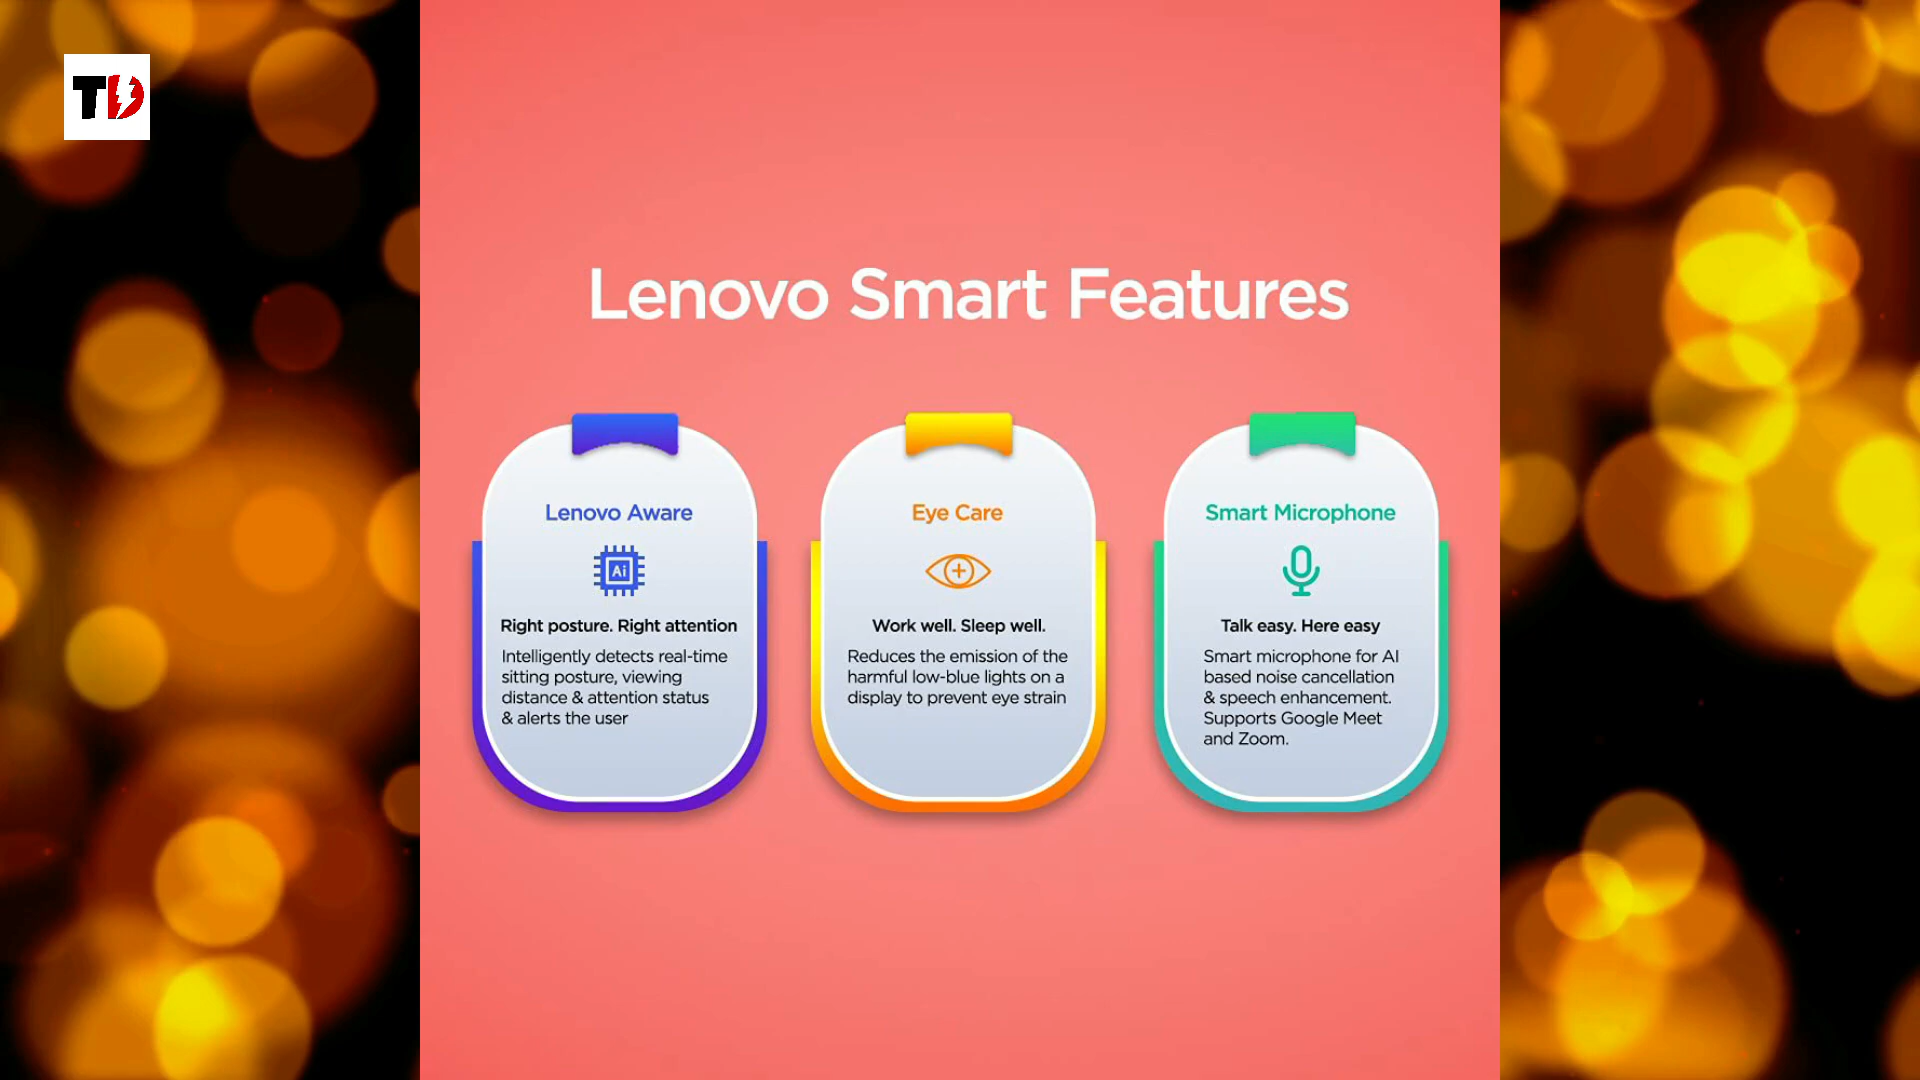 TD
Lenovo Smart Features
Lenovo Aware
Ai
Right posture. Right attention
Intelligently detects real-time
sitting posture, viewing
distance & attention status
& alerts the user
Eye Care
Work well. Sleep well.
Reduces the emission of the
harmful low-blue lights on a
display to prevent eye strain
Smart Microphone
Talk easy. Here easy
Smart microphone for AI
based noise cancellation
& speech enhancement.
Supports Google Meet
and Zoom.